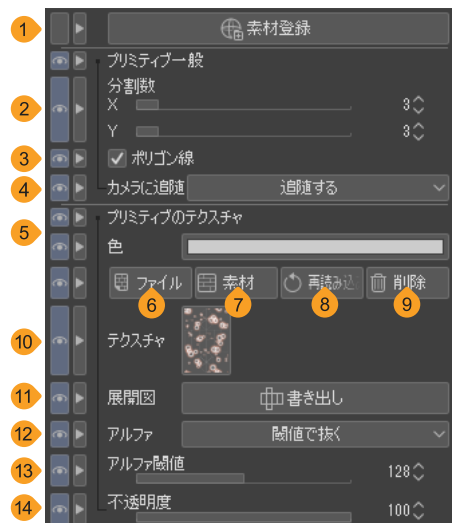 1 素材登録
プリミティブ一般
分割数
2 X 3
Y 3
3 ポリゴン線
4 カメラに追随 追随する
5 プリミティブのテクスチャ
色
ファイル 素材 再読み込 削除
6 7 8 9
10 テクスチャ
11 展開図 書き出し
12 アルファ 閾値で抜く
13 アルファ閾値 128
14 不透明度 100